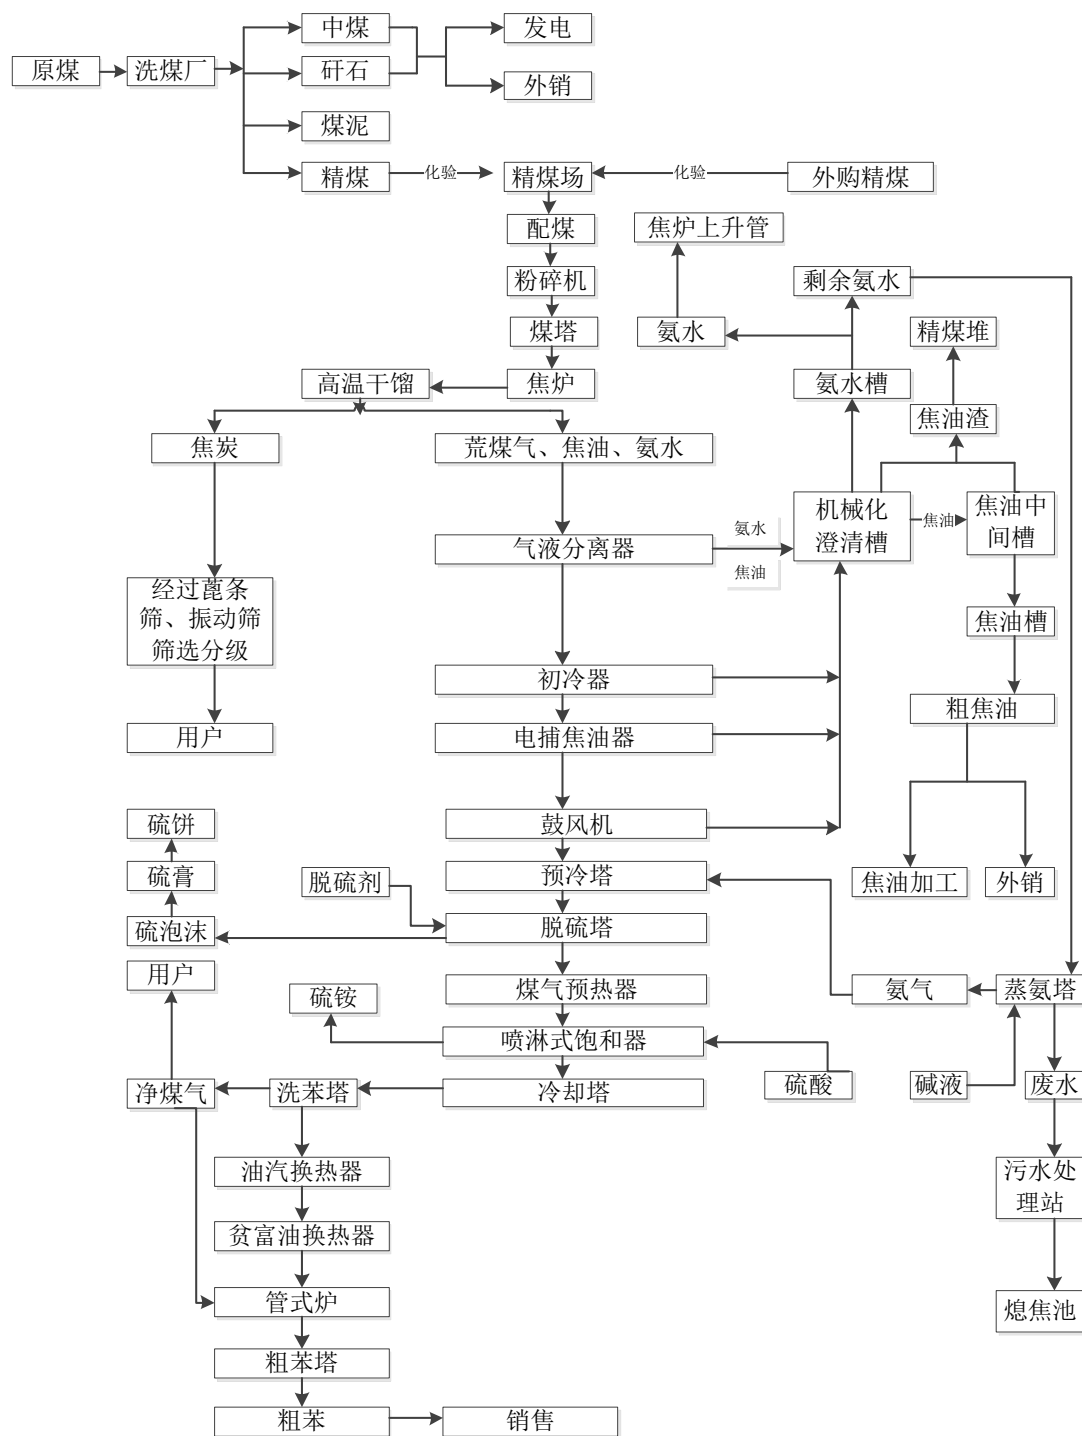 中煤
发电
原煤
洗煤厂
矸石
外销
煤泥
精煤
化验
精煤场
化验
外购精煤
配煤
焦炉上升管
粉碎机
剩余氨水
煤塔
氨水
精煤堆
高温干馏
焦炉
氨水槽
焦油渣
焦炭
荒煤气、焦油、氨水
机械化
澄清槽
焦油
焦油中
间槽
气液分离器
氨水
焦油
经过蓖条
筛、振动筛
筛选分级
焦油槽
初冷器
粗焦油
用户
电捕焦油器
硫饼
鼓风机
硫膏
脱硫剂
预冷塔
焦油加工
外销
硫泡沫
脱硫塔
用户
硫铵
煤气预热器
氨气
蒸氨塔
喷淋式饱和器
净煤气
洗苯塔
冷却塔
硫酸
碱液
废水
油汽换热器
污水处
理站
贫富油换热器
管式炉
熄焦池
粗苯塔
粗苯
销售